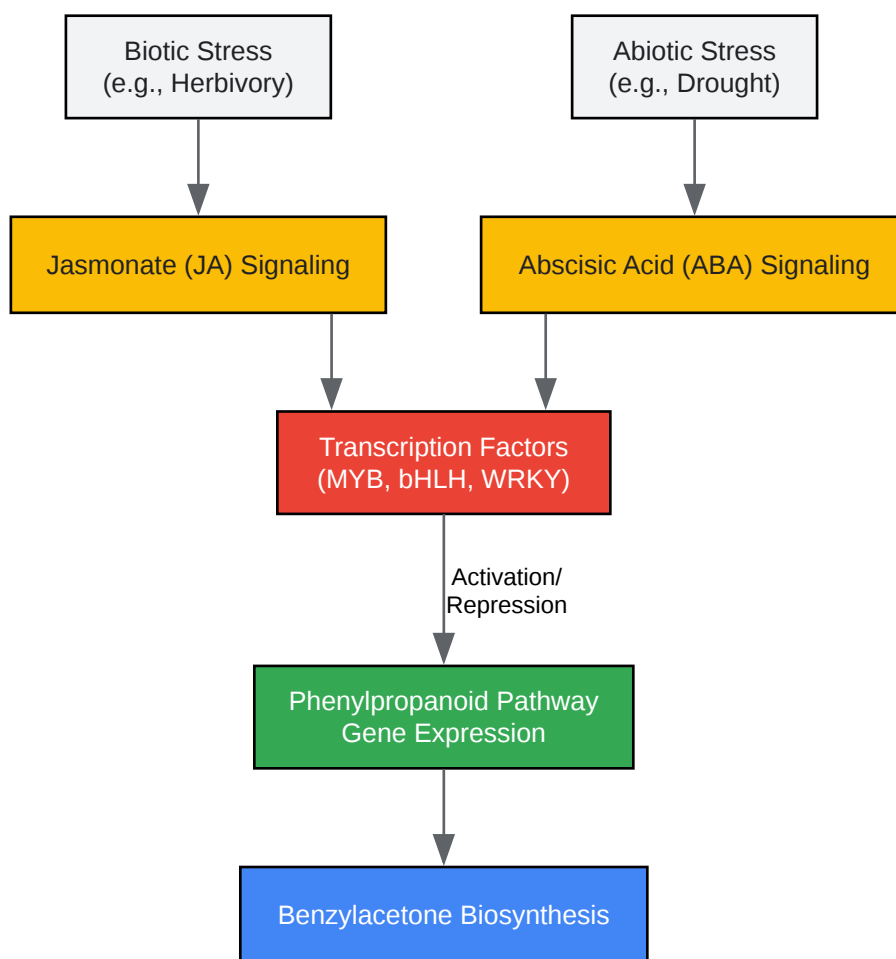 Biotic Stress
(e.g., Herbivory)
Abiotic Stress
(e.g., Drought)
Jasmonate (JA) Signaling
Abscisic Acid (ABA) Signaling
Transcription Factors
(MYB, bHLH, WRKY)
Activation/
Repression
Phenylpropanoid Pathway
Gene Expression
Benzylacetone Biosynthesis